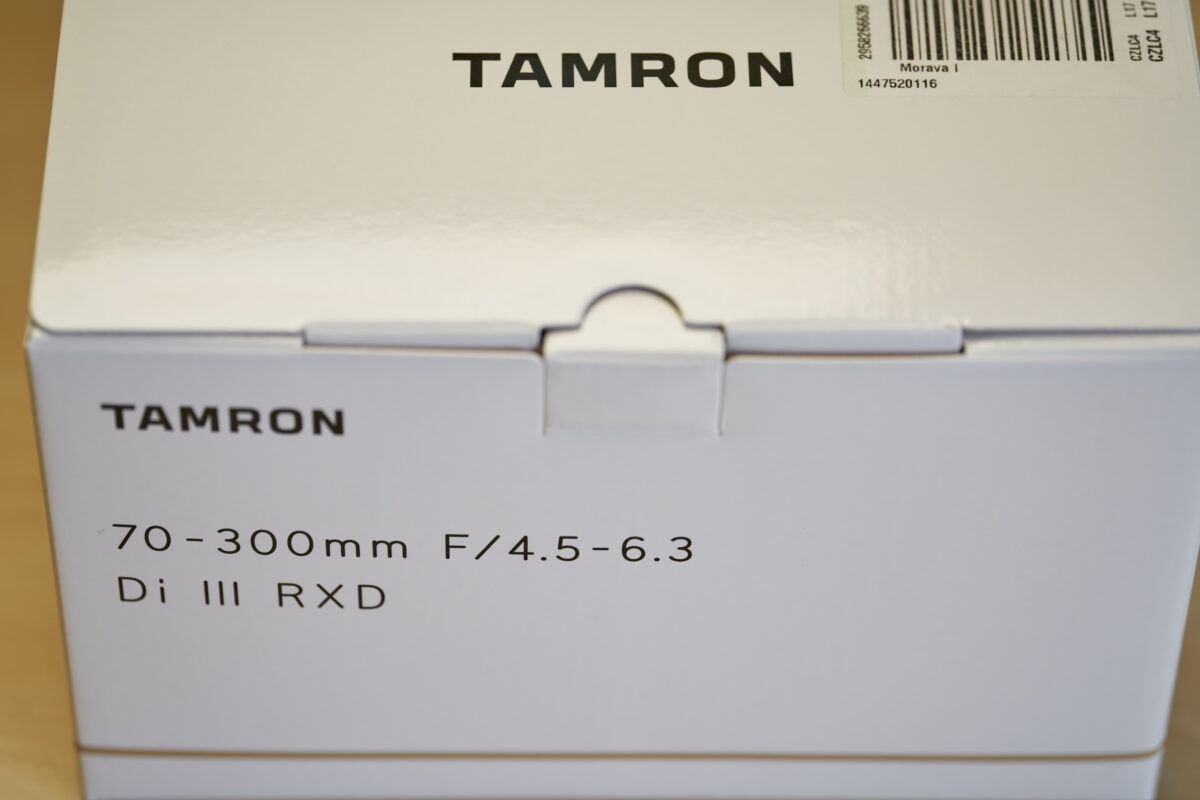 TAMRON
2958266639
CZLC4 L17
CZLC4 L17
Morava I
1447520116
TAMRON
70-300mm F/4.5-6.3
Di III RXD